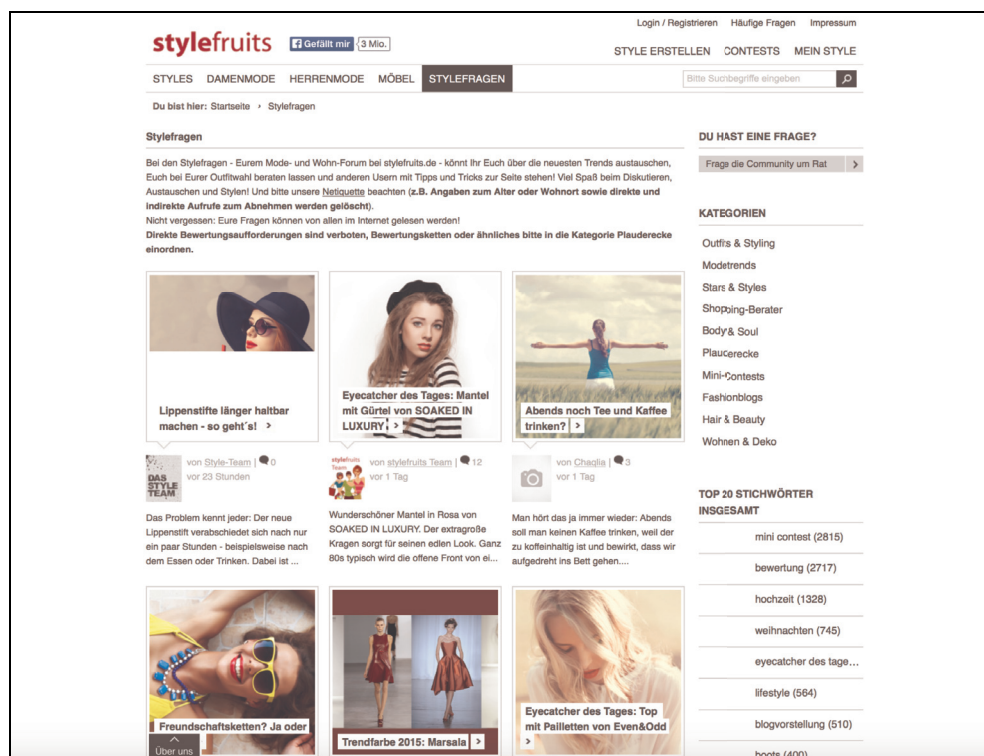 Login / Registrieren Häufige Fragen Impressum
stylefruits Gefällt mir 3 Mio.
STYLE ERSTELLEN CONTESTS MEIN STYLE
STYLES DAMENMODE HERRENMODE MÖBEL STYLEFRAGEN Bitte Suchbegriffe eingeben
Du bist hier: Startseite › Stylefragen
Stylefragen
Bei den Stylefragen - Eurem Mode- und Wohn-Forum bei stylefruits.de - könnt Ihr Euch über die neuesten Trends austauschen,
Euch bei Eurer Outfitwahl beraten lassen und anderen Usern mit Tipps und Tricks zur Seite stehen! Viel Spaß beim Diskutieren,
Austauschen und Stylen! Und bitte unsere Netiquette beachten (z.B. Angaben zum Alter oder Wohnort sowie direkte und
indirekte Aufrufe zum Abnehmen werden gelöscht).
Nicht vergessen: Eure Fragen können von allen im Internet gelesen werden!
Direkte Bewertungsaufforderungen sind verboten, Bewertungsketten oder ähnliches bitte in die Kategorie Plauderecke
einordnen.
Lippenstifte länger haltbar
machen - so geht´s! >
DAS
STYLE
TEAM
von Style-Team | 0
vor 23 Stunden
Das Problem kennt jeder: Der neue
Lippenstift verabschiedet sich nach nur
ein paar Stunden - beispielsweise nach
dem Essen oder Trinken. Dabei ist ...
Eyecatcher des Tages: Mantel
mit Gürtel von SOAKED IN
LUXURY >
stylefruits
Team
von stylefruits Team | 12
vor 1 Tag
Wunderschöner Mantel in Rosa von
SOAKED IN LUXURY. Der extragroße
Kragen sorgt für seinen edlen Look. Ganz
80s typisch wird die offene Front von ei...
Abends noch Tee und Kaffee
trinken? >
von Chaqlia | 3
vor 1 Tag
Man hört das ja immer wieder: Abends
soll man keinen Kaffee trinken, weil der
zu koffeinhaltig ist und bewirkt, dass wir
aufgedreht ins Bett gehen....
Freundschaftsketten? Ja oder
Über uns
Trendfarbe 2015: Marsala >
Eyecatcher des Tages: Top
mit Pailletten von Even&Odd
>
DU HAST EINE FRAGE?
Frage die Community um Rat >
KATEGORIEN
Outfits & Styling
Modetrends
Stars & Styles
Shopping-Berater
Body & Soul
Plauderecke
Mini-Contests
Fashionblogs
Hair & Beauty
Wohnen & Deko
TOP 20 STICHWÖRTER
INSGESAMT
mini contest (2815)
bewertung (2717)
hochzeit (1328)
weihnachten (745)
eyecatcher des tage...
lifestyle (564)
blogvorstellung (510)
boots (400)